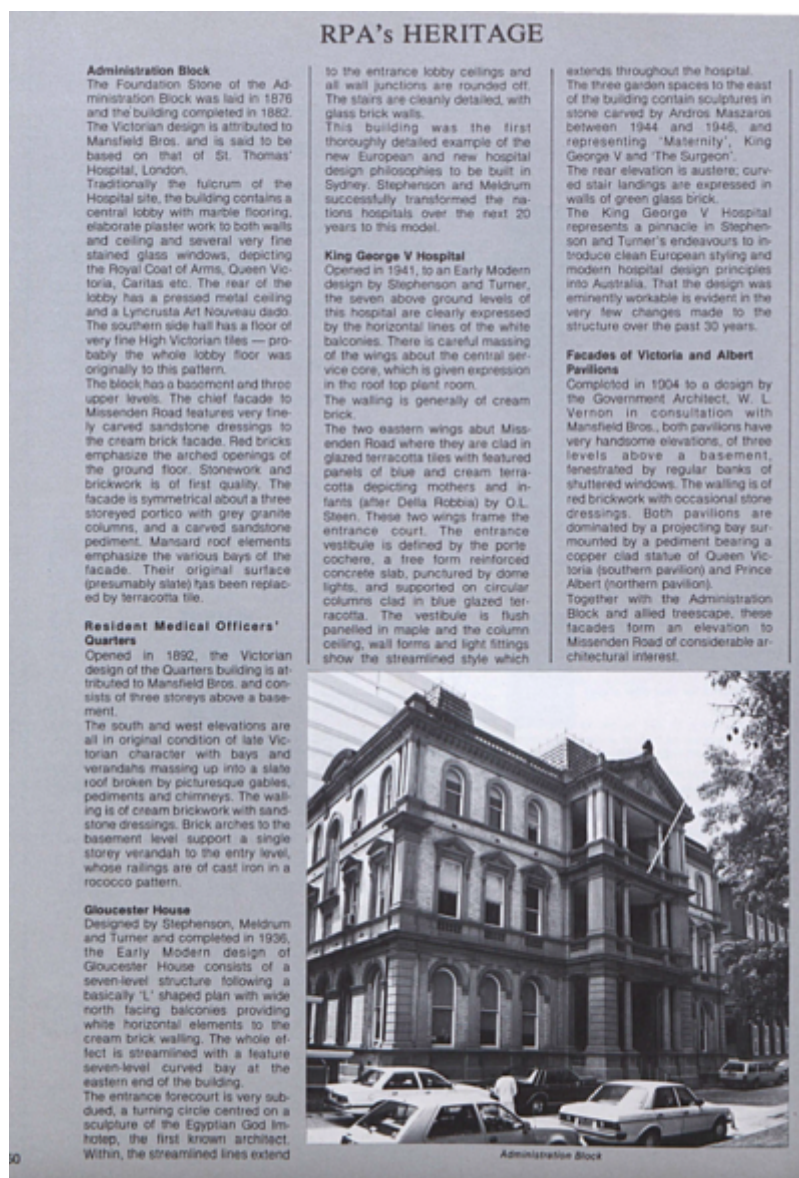 RPA's HERITAGE
Administration Block
The Foundation Stone of the Ad-
ministration Block was laid in 1876
and the building completed in 1882.
The Victorian design is attributed to
Mansfield Bros. and is said to be
based on that of St. Thomas'
Hospital, London.
Traditionally the fulcrum of the
Hospital site, the building contains a
central lobby with marble flooring,
elaborate plaster work to both walls
and ceiling and several very fine
stained glass windows, depicting
the Royal Coat of Arms, Queen Vic-
toria, Caritas etc. The rear of the
lobby has a pressed metal ceiling
and a Lyncrusta Art Nouveau dado.
The southern side hall has a floor of
very fine High Victorian tiles — pro-
bably the whole lobby floor was
originally to this pattern.
The block has a basement and three
upper levels. The chief facade to
Missenden Road features very fine-
ly carved sandstone dressings to
the cream brick facade. Red bricks
emphasize the arched openings of
the ground floor. Stonework and
brickwork is of first quality. The
facade is symmetrical about a three
storeyed portico with grey granite
columns, and a carved sandstone
pediment. Mansard roof elements
emphasize the various bays of the
facade. Their original surface
(presumably slate) has been replac-
ed by terracotta tile.
Resident Medical Officers'
Quarters
Opened in 1892, the Victorian
design of the Quarters building is at-
tributed to Mansfield Bros. and con-
sists of three storeys above a base-
ment.
The south and west elevations are
all in original condition of late Vic-
torian character with bays and
verandahs massing up into a slate
roof broken by picturesque gables,
pediments and chimneys. The wall-
ing is of cream brickwork with sand-
stone dressings. Brick arches to the
basement level support a single
storey verandah to the entry level,
whose railings are of cast iron in a
rococco pattern.
Gloucester House
Designed by Stephenson, Meldrum
and Turner and completed in 1936,
the Early Modern design of
Gloucester House consists of a
seven-level structure following a
basically 'L' shaped plan with wide
north facing balconies providing
white horizontal elements to the
cream brick walling. The whole ef-
fect is streamlined with a feature
seven-level curved bay at the
eastern end of the building.
The entrance forecourt is very sub-
dued, a turning circle centred on a
sculpture of the Egyptian God Im-
hotep, the first known architect.
Within, the streamlined lines extend
to the entrance lobby ceilings and
all wall junctions are rounded off.
The stairs are cleanly detailed, with
glass brick walls.
This building was the first
thoroughly detailed example of the
new European and new hospital
design philosophies to be built in
Sydney. Stephenson and Meldrum
successfully transformed the na-
tions hospitals over the next 20
years to this model.
King George V Hospital
Opened in 1941, to an Early Modern
design by Stephenson and Turner,
the seven above ground levels of
this hospital are clearly expressed
by the horizontal lines of the white
balconies. There is careful massing
of the wings about the central ser-
vice core, which is given expression
in the roof top plant room.
The walling is generally of cream
brick.
The two eastern wings abut Miss-
enden Road where they are clad in
glazed terracotta tiles with featured
panels of blue and cream terra-
cotta depicting mothers and in-
fants (after Della Robbia) by O.L.
Steen. These two wings frame the
entrance court. The entrance
vestibule is defined by the porte
cochere, a free form reinforced
concrete slab, punctured by dome
lights, and supported on circular
columns clad in blue glazed ter-
racotta. The vestibule is flush
panelled in maple and the column
ceiling, wall forms and light fittings
show the streamlined style which
extends throughout the hospital.
The three garden spaces to the east
of the building contain sculptures in
stone carved by Andros Maszaros
between 1944 and 1946, and
representing 'Maternity', King
George V and 'The Surgeon'.
The rear elevation is austere; curv-
ed stair landings are expressed in
walls of green glass brick.
The King George V Hospital
represents a pinnacle in Stephen-
son and Turner's endeavours to in-
troduce clean European styling and
modern hospital design principles
into Australia. That the design was
eminently workable is evident in the
very few changes made to the
structure over the past 30 years.
Facades of Victoria and Albert
Pavilions
Completed in 1904 to a design by
the Government Architect, W. L.
Vernon in consultation with
Mansfield Bros., both pavilions have
very handsome elevations, of three
levels above a basement,
fenestrated by regular banks of
shuttered windows. The walling is of
red brickwork with occasional stone
dressings. Both pavilions are
dominated by a projecting bay sur-
mounted by a pediment bearing a
copper clad statue of Queen Vic-
toria (southern pavilion) and Prince
Albert (northern pavilion).
Together with the Administration
Block and allied treescape, these
facades form an elevation to
Missenden Road of considerable ar-
chitectural interest.
Administration Block